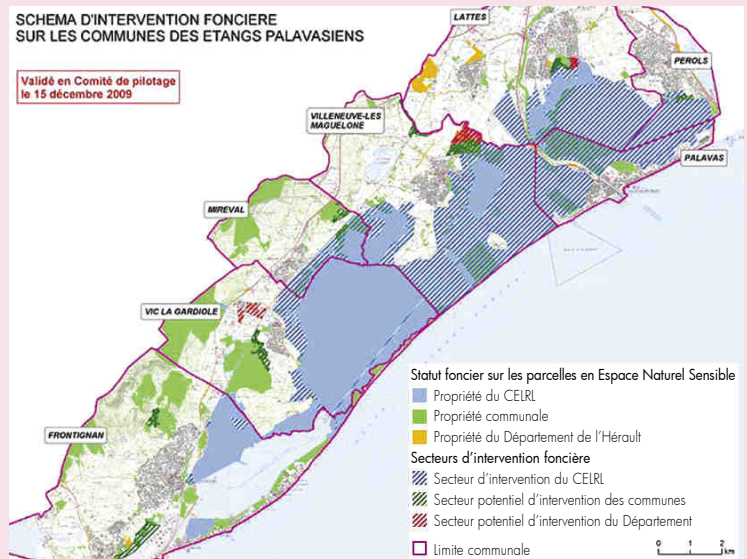 SCHEMA D'INTERVENTION FONCIERE
SUR LES COMMUNES DES ETANGS PALAVASIENS
Validé en Comité de pilotage
le 15 décembre 2009
LATTES
PEROLS
VILLENEUVE-LES
MAGUELONE
PALAVAS
MIREVAL
VIC LA GARDIOLE
FRONTIGNAN
Statut foncier sur les parcelles en Espace Naturel Sensible
Propriété du CELRL
Propriété communale
Propriété du Département de l'Hérault
Secteurs d'intervention foncière
Secteur d'intervention du CELRL
Secteur potentiel d'intervention des communes
Secteur potentiel d'intervention du Département
Limite communale
0 1 2
km